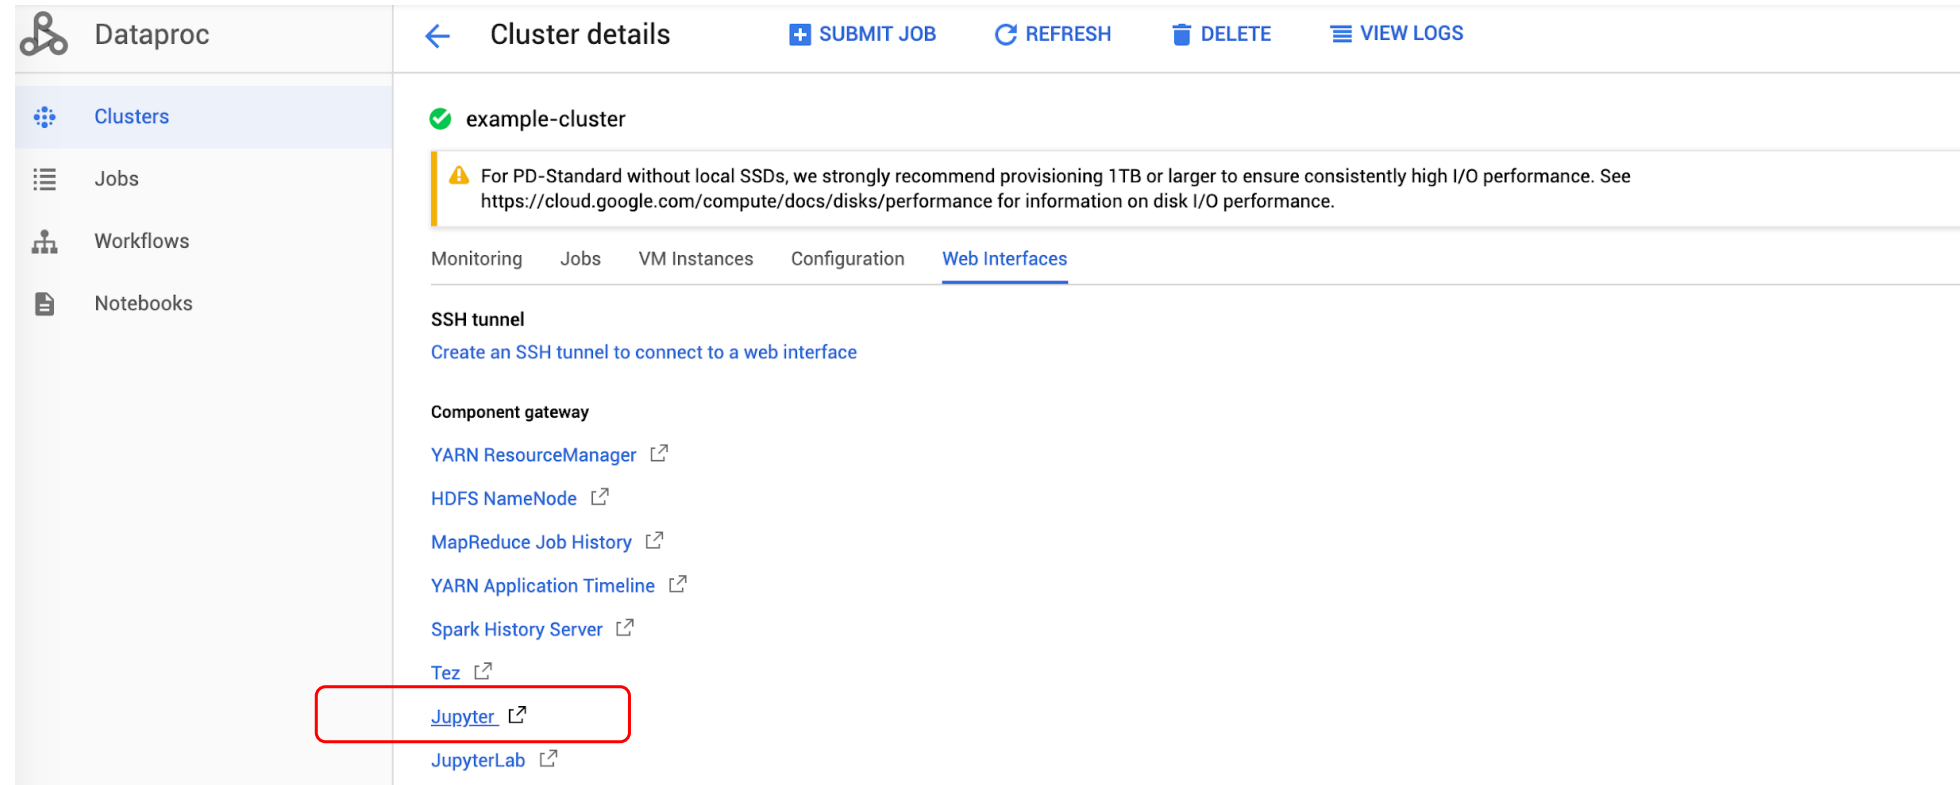 Dataproc
Cluster details
SUBMIT JOB
REFRESH
DELETE
VIEW LOGS
Clusters
Jobs
Workflows
Notebooks
example-cluster
For PD-Standard without local SSDs, we strongly recommend provisioning 1TB or larger to ensure consistently high I/O performance. See
https://cloud.google.com/compute/docs/disks/performance for information on disk I/O performance.
Monitoring
Jobs
VM Instances
Configuration
Web Interfaces
SSH tunnel
Create an SSH tunnel to connect to a web interface
Component gateway
YARN ResourceManager
HDFS NameNode
MapReduce Job History
YARN Application Timeline
Spark History Server
Tez
Jupyter
JupyterLab